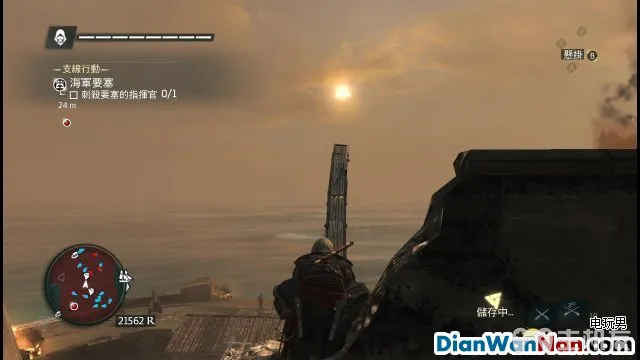 懸掛 B
支線行動
海軍要塞
刺殺要塞的指揮官 0/1
24 m
21562 R
儲存中...
电玩男
DianWanNan.com